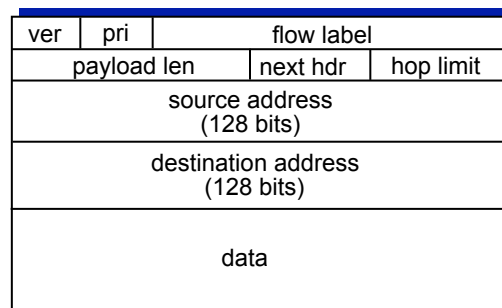 ver pri flow label
payload len next hdr hop limit
source address
(128 bits)
destination address
(128 bits)
data